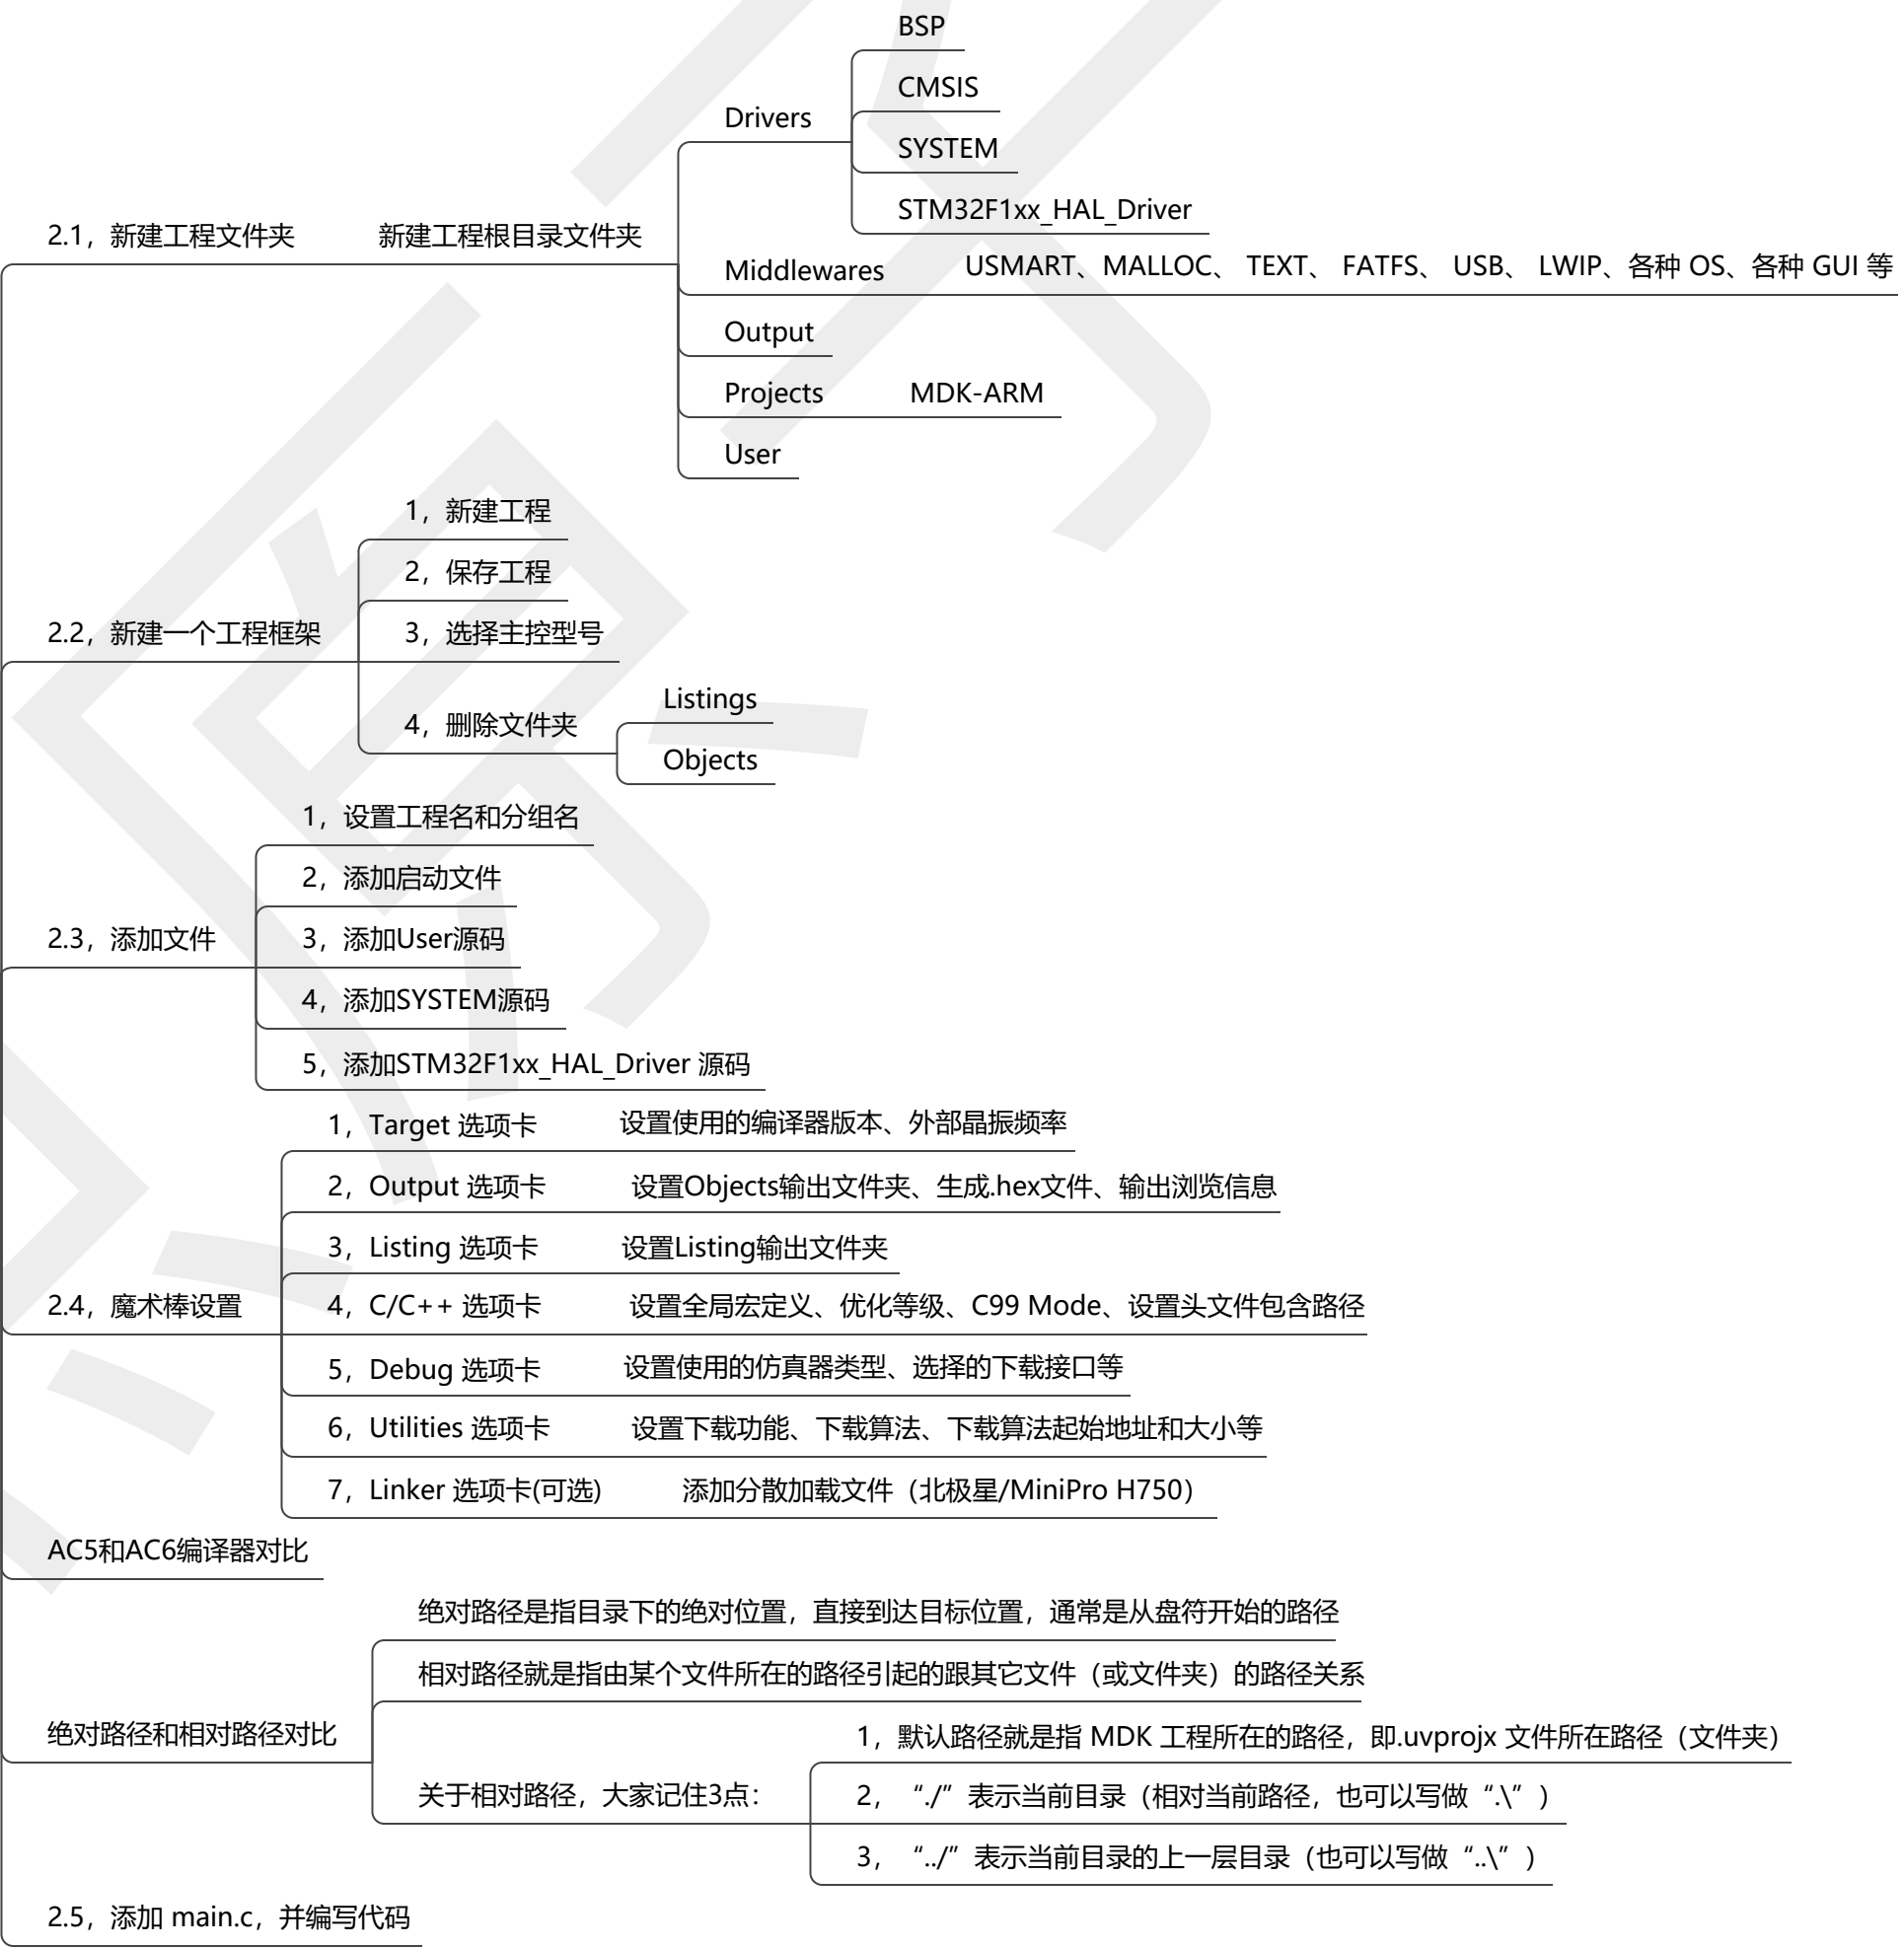 2.1，新建工程文件夹
新建工程根目录文件夹
Drivers
BSP
CMSIS
SYSTEM
STM32F1xx_HAL_Driver
Middlewares
USMART、MALLOC、 TEXT、 FATFS、 USB、 LWIP、各种 OS、各种 GUI 等
Output
Projects
MDK-ARM
User
2.2，新建一个工程框架
1，新建工程
2，保存工程
3，选择主控型号
4，删除文件夹
Listings
Objects
2.3，添加文件
1，设置工程名和分组名
2，添加启动文件
3，添加User源码
4，添加SYSTEM源码
5，添加STM32F1xx_HAL_Driver 源码
2.4，魔术棒设置
1，Target 选项卡
设置使用的编译器版本、外部晶振频率
2，Output 选项卡
设置Objects输出文件夹、生成.hex文件、输出浏览信息
3，Listing 选项卡
设置Listing输出文件夹
4，C/C++ 选项卡
设置全局宏定义、优化等级、C99 Mode、设置头文件包含路径
5，Debug 选项卡
设置使用的仿真器类型、选择的下载接口等
6，Utilities 选项卡
设置下载功能、下载算法、下载算法起始地址和大小等
7，Linker 选项卡(可选)
添加分散加载文件（北极星/MiniPro H750）
AC5和AC6编译器对比
绝对路径和相对路径对比
绝对路径是指目录下的绝对位置，直接到达目标位置，通常是从盘符开始的路径
相对路径就是指由某个文件所在的路径引起的跟其它文件（或文件夹）的路径关系
关于相对路径，大家记住3点：
1，默认路径就是指 MDK 工程所在的路径，即.uvprojx 文件所在路径（文件夹）
2，“./”表示当前目录（相对当前路径，也可以写做“.\”）
3，“../”表示当前目录的上一层目录（也可以写做“..\”）
2.5，添加 main.c，并编写代码